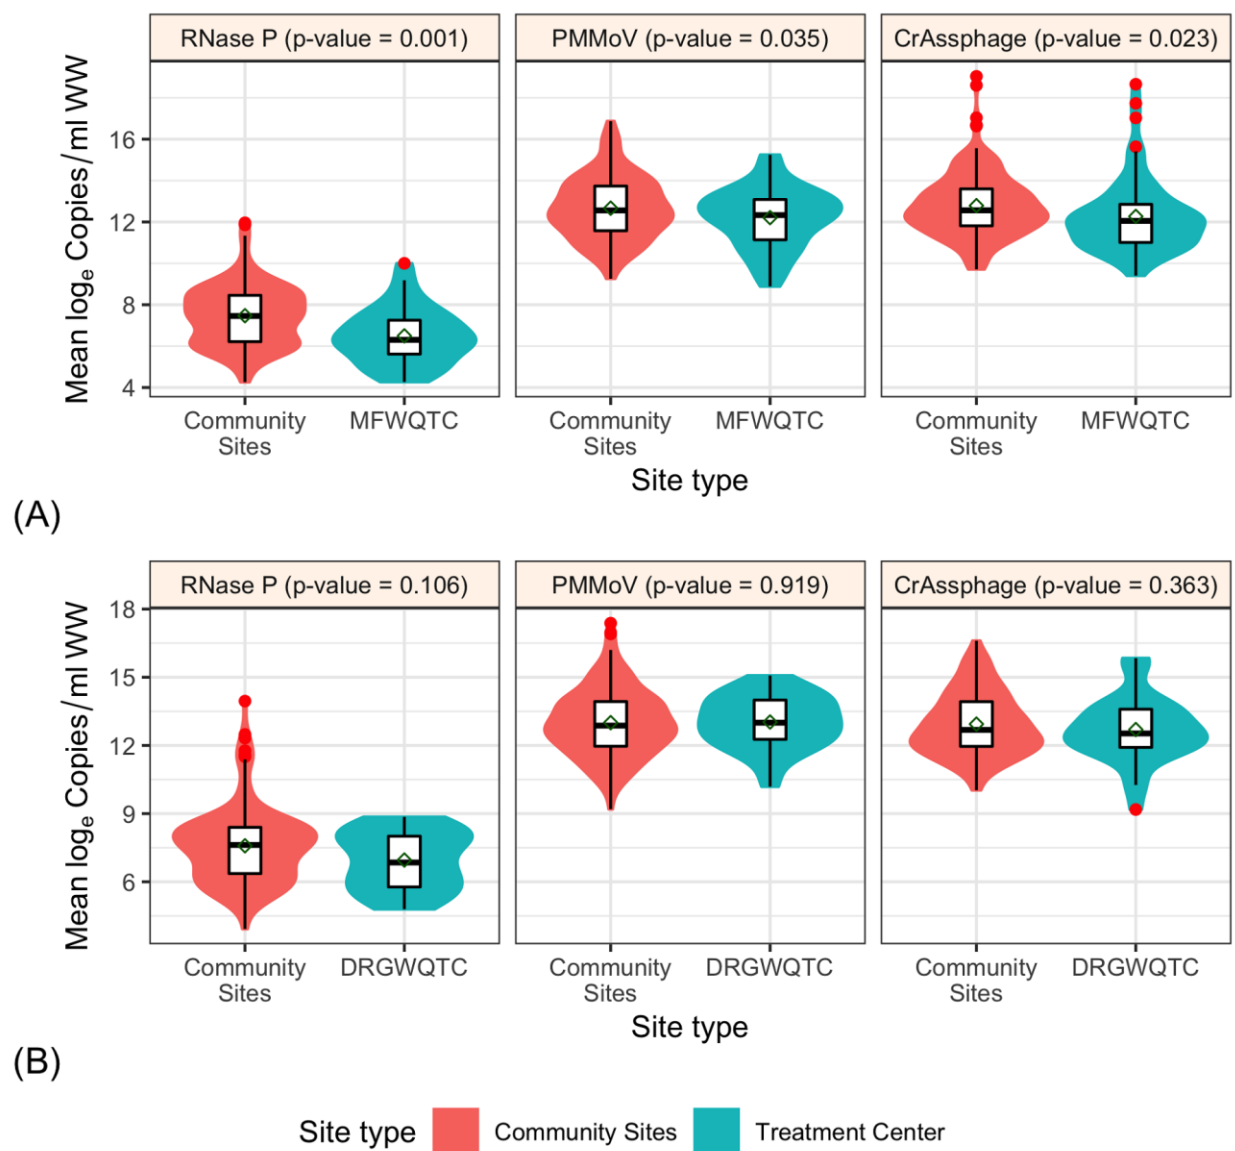 RNase P (p-value = 0.001)
PMMoV (p-value = 0.035)
CrAssphage (p-value = 0.023)
Mean logₑ Copies/ml WW
16
12
8
4
Community
Sites
MFWQTC
Community
Sites
MFWQTC
Community
Sites
MFWQTC
Site type
(A)
RNase P (p-value = 0.106)
PMMoV (p-value = 0.919)
CrAssphage (p-value = 0.363)
Mean logₑ Copies/ml WW
18
15
12
9
6
Community
Sites
DRGWQTC
Community
Sites
DRGWQTC
Community
Sites
DRGWQTC
Site type
(B)
Site type Community Sites Treatment Center